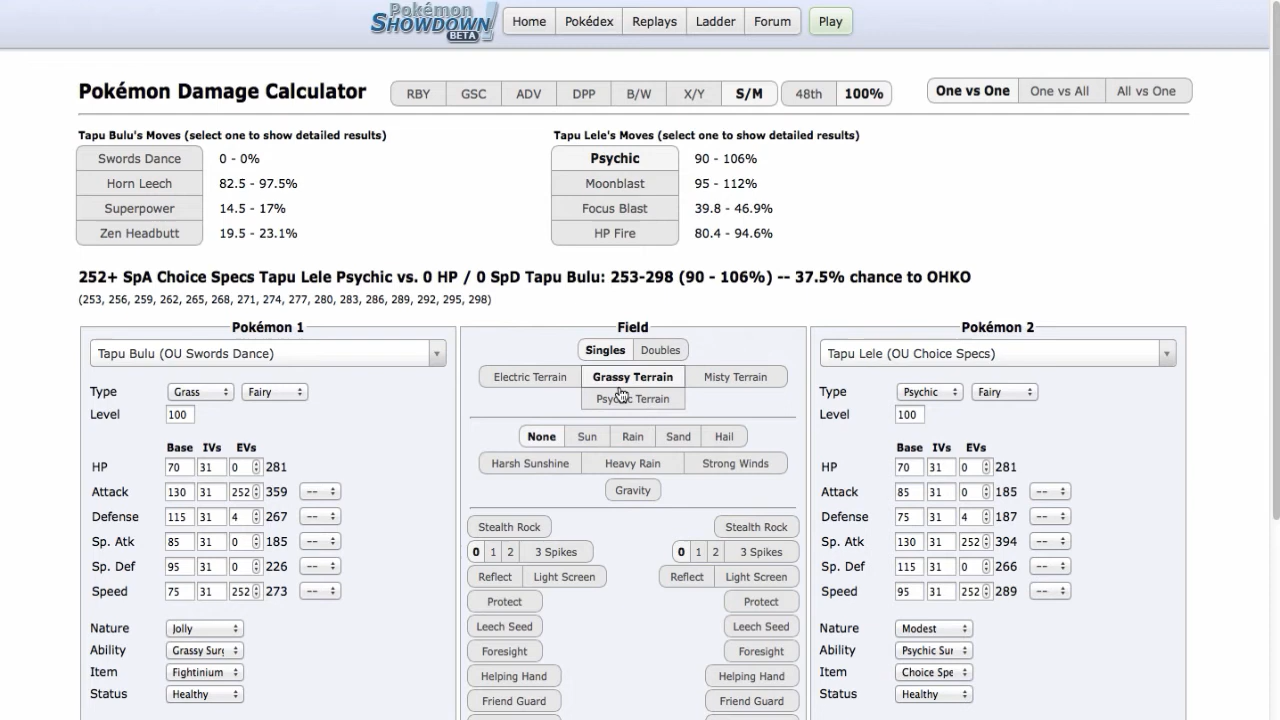 Pokémon
SHOWDOWN
BETA
Home Pokédex Replays Ladder Forum Play
Pokémon Damage Calculator RBY GSC ADV DPP B/W X/Y S/M 48th 100% One vs One One vs All All vs One
Tapu Bulu's Moves (select one to show detailed results) Tapu Lele's Moves (select one to show detailed results)
Swords Dance 0 - 0% Psychic 90 - 106%
Horn Leech 82.5 - 97.5% Moonblast 95 - 112%
Superpower 14.5 - 17% Focus Blast 39.8 - 46.9%
Zen Headbutt 19.5 - 23.1% HP Fire 80.4 - 94.6%
252+ SpA Choice Specs Tapu Lele Psychic vs. 0 HP / 0 SpD Tapu Bulu: 253-298 (90 - 106%) -- 37.5% chance to OHKO
(253, 256, 259, 262, 265, 268, 271, 274, 277, 280, 283, 286, 289, 292, 295, 298)
Pokémon 1 Field Pokémon 2
Tapu Bulu (OU Swords Dance) Singles Doubles Tapu Lele (OU Choice Specs)
Electric Terrain Grassy Terrain Misty Terrain
Type Grass Fairy Psychic Terrain Type Psychic Fairy
Level 100 Level 100
None Sun Rain Sand Hail
Base IVs EVs Base IVs EVs
HP 70 31 0 281 Harsh Sunshine Heavy Rain Strong Winds HP 70 31 0 281
Attack 130 31 252 359 -- Gravity Attack 85 31 0 185 --
Defense 115 31 4 267 -- Stealth Rock Stealth Rock Defense 75 31 4 187 --
Sp. Atk 85 31 0 185 -- 0 1 2 3 Spikes 0 1 2 3 Spikes Sp. Atk 130 31 252 394 --
Sp. Def 95 31 0 226 -- Reflect Light Screen Reflect Light Screen Sp. Def 115 31 0 266 --
Speed 75 31 252 273 -- Protect Protect Speed 95 31 252 289 --
Nature Jolly Leech Seed Leech Seed Nature Modest
Ability Grassy Surg Foresight Foresight Ability Psychic Sur
Item Fightinium Helping Hand Helping Hand Item Choice Spe
Status Healthy Friend Guard Friend Guard Status Healthy